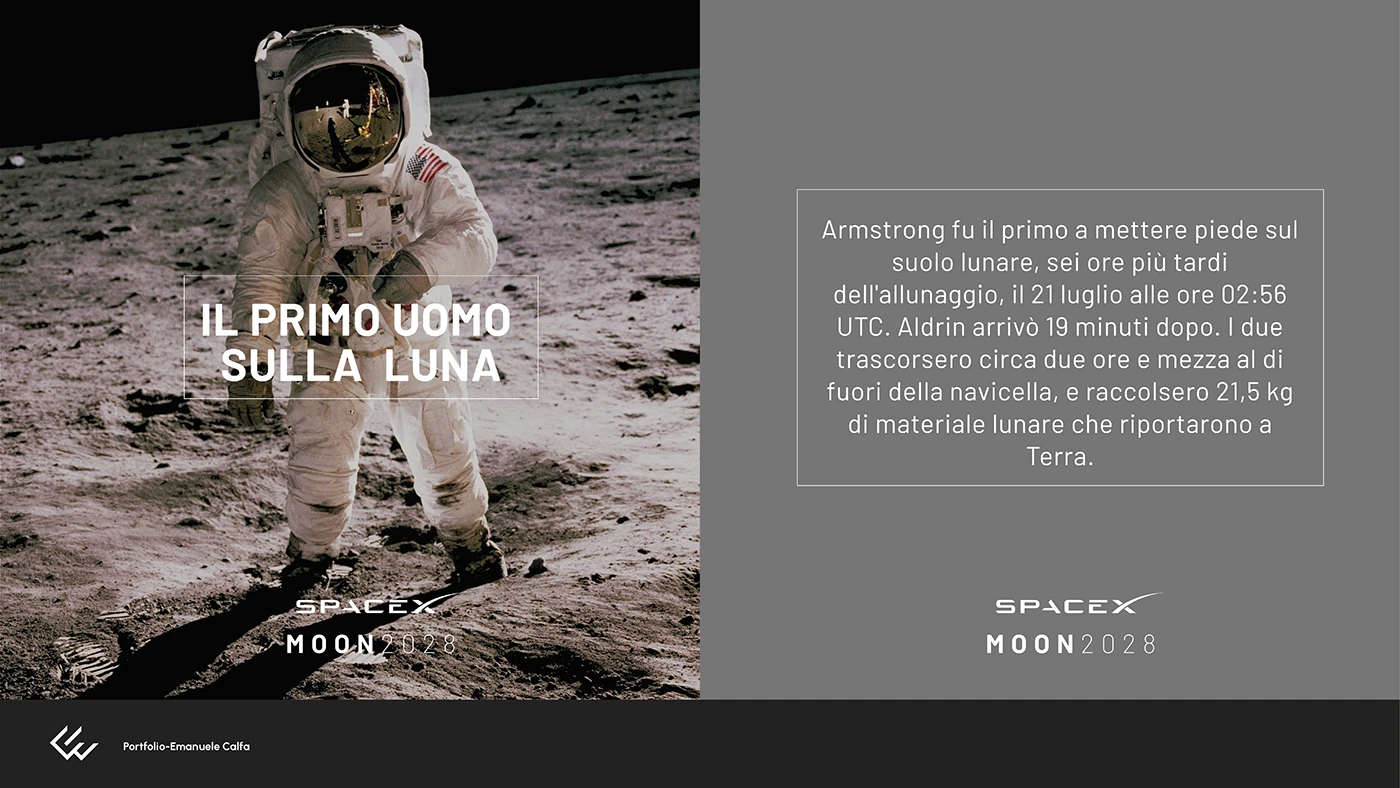 IL PRIMO UOMO
SULLA LUNA
SPACEX
MOON2028
Armstrong fu il primo a mettere piede sul
suolo lunare, sei ore più tardi
dell'allunaggio, il 21 luglio alle ore 02:56
UTC. Aldrin arrivò 19 minuti dopo. I due
trascorsero circa due ore e mezza al di
fuori della navicella, e raccolsero 21,5 kg
di materiale lunare che riportarono a
Terra.
SPACEX
MOON2028
Portfolio-Emanuele Calfa